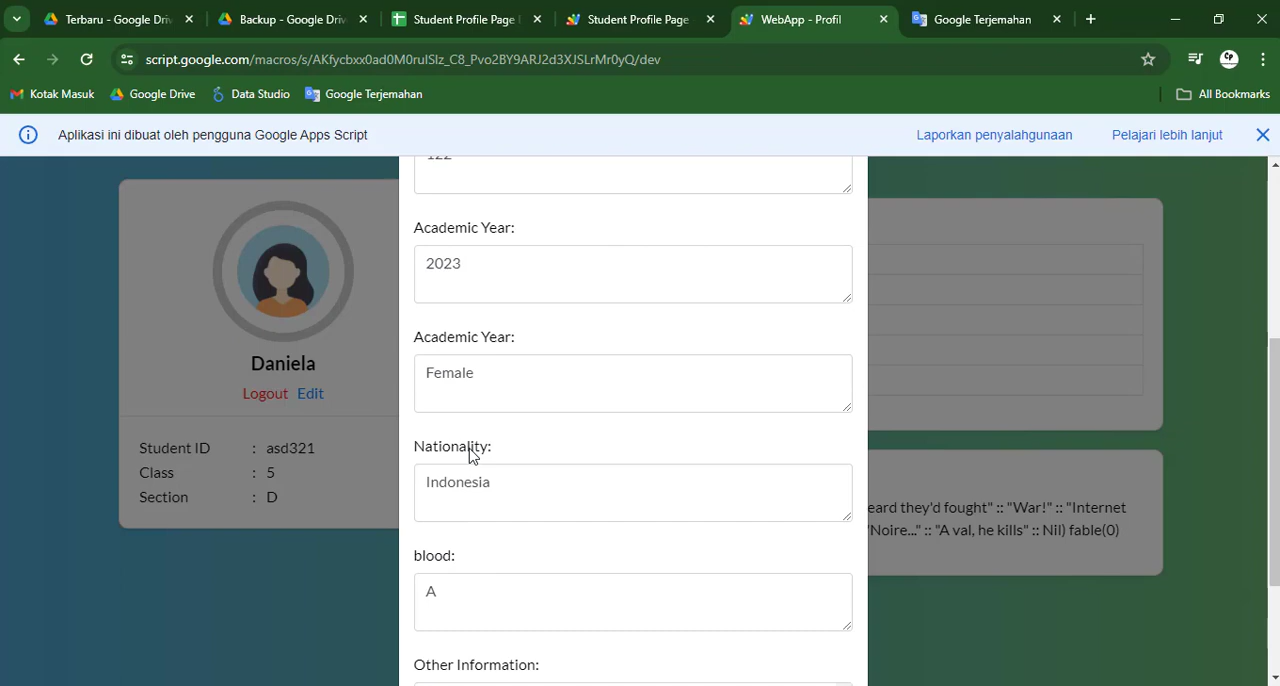 Terbaru - Google Driv
Backup - Google Driv
Student Profile Page
Student Profile Page
WebApp - Profil
Google Terjemahan
script.google.com/macros/s/AKfycbxx0ad0M0rulSlz_C8_Pvo2BY9ARJ2d3XJSLrMr0yQ/dev
Kotak Masuk
Google Drive
Data Studio
Google Terjemahan
All Bookmarks
Aplikasi ini dibuat oleh pengguna Google Apps Script
Laporkan penyalahgunaan
Pelajari lebih lanjut
Daniela
Logout Edit
Student ID : asd321
Class : 5
Section : D
122
Academic Year:
2023
Academic Year:
Female
Nationality:
Indonesia
blood:
A
Other Information:
eard they'd fought" :: "War!" :: "Internet
"Noire..." :: "A val, he kills" :: Nil) fable(0)